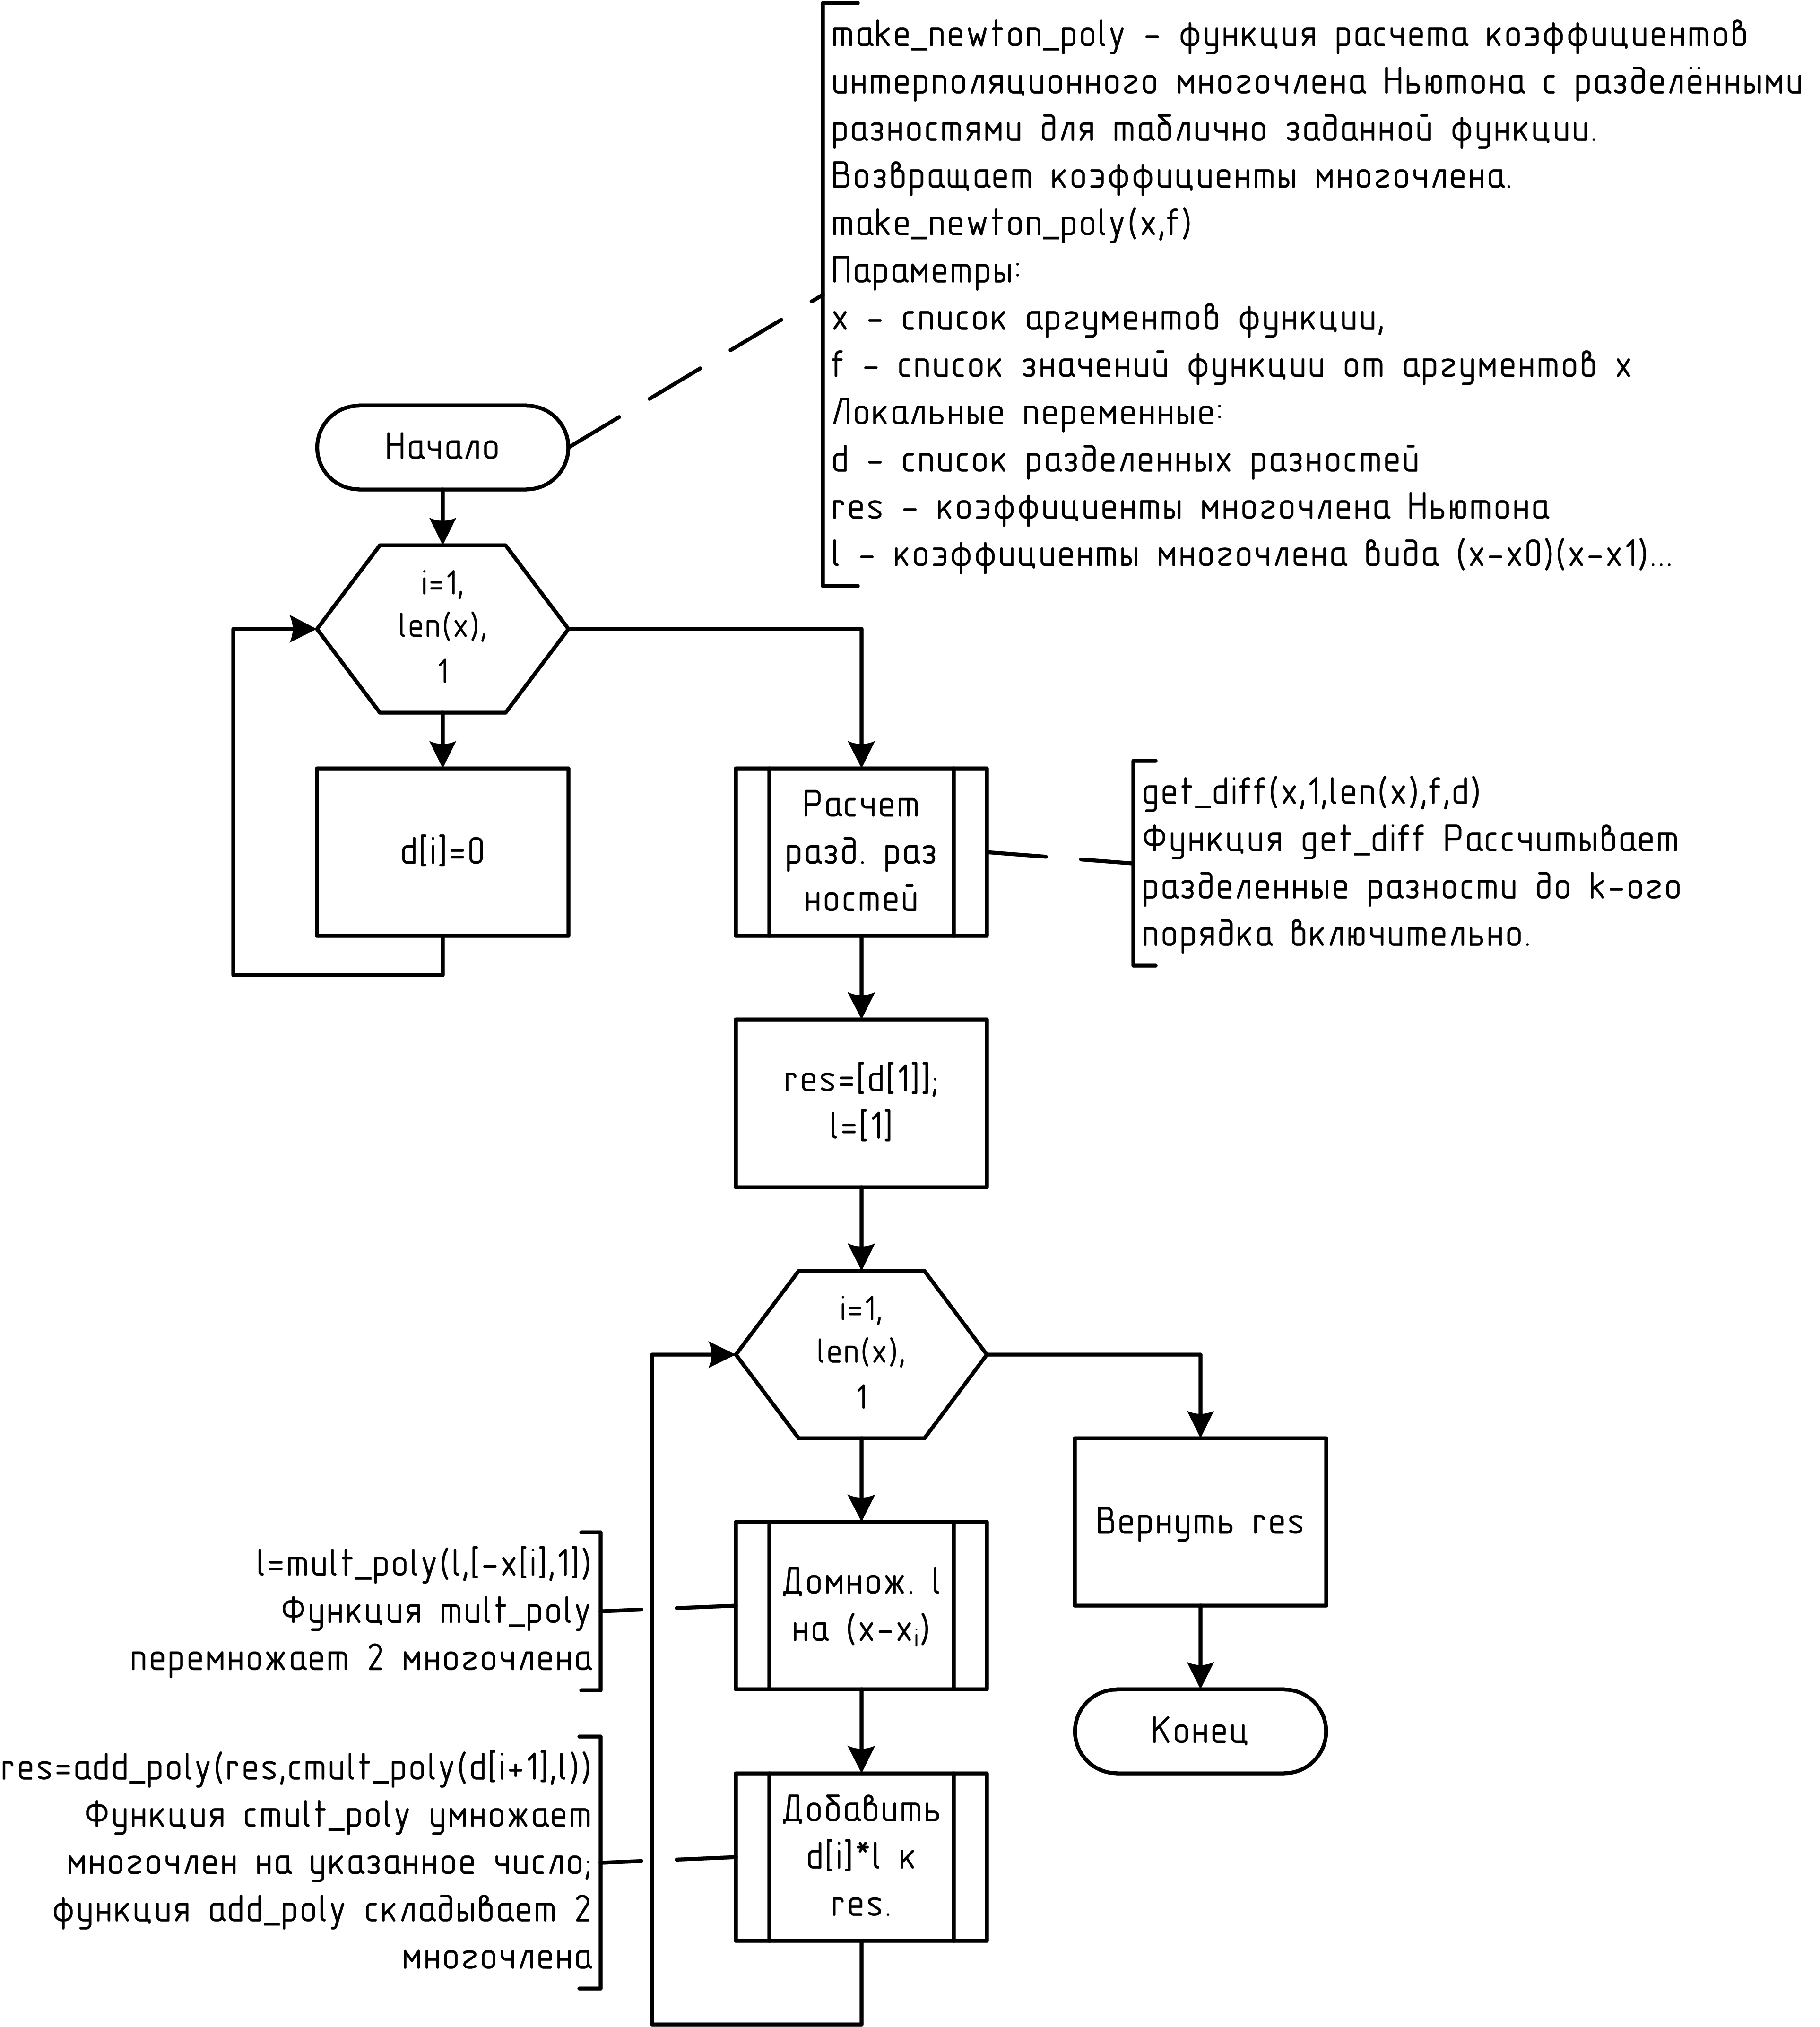 make_newton_poly – функция расчета коэффициентов
интерполяционного многочлена Ньютона с разделёнными
разностями для таблично заданной функции.
Возвращает коэффициенты многочлена.
make_newton_poly(x,f)
Параметры:
x – список аргументов функции,
f – список значений функции от аргументов x
Локальные переменные:
d – список разделенных разностей
res – коэффициенты многочлена Ньютона
l – коэффициенты многочлена вида (x-x0)(x-x1)...
Начало
i=1,
len(x),
1
d[i]=0
Расчет
разд. раз
ностей
get_diff(x,1,len(x),f,d)
Функция get_diff Рассчитывает
разделенные разности до k-ого
порядка включительно.
res=[d[1]];
l=[1]
i=1,
len(x),
1
Вернуть res
Конец
l=mult_poly(l,[-x[i],1])
Функция mult_poly
перемножает 2 многочлена
Домнож. l
на (x-xᵢ)
res=add_poly(res,cmult_poly(d[i+1],l))
Функция cmult_poly умножает
многочлен на указанное число;
функция add_poly складывает 2
многочлена
Добавить
d[i]*l к
res.